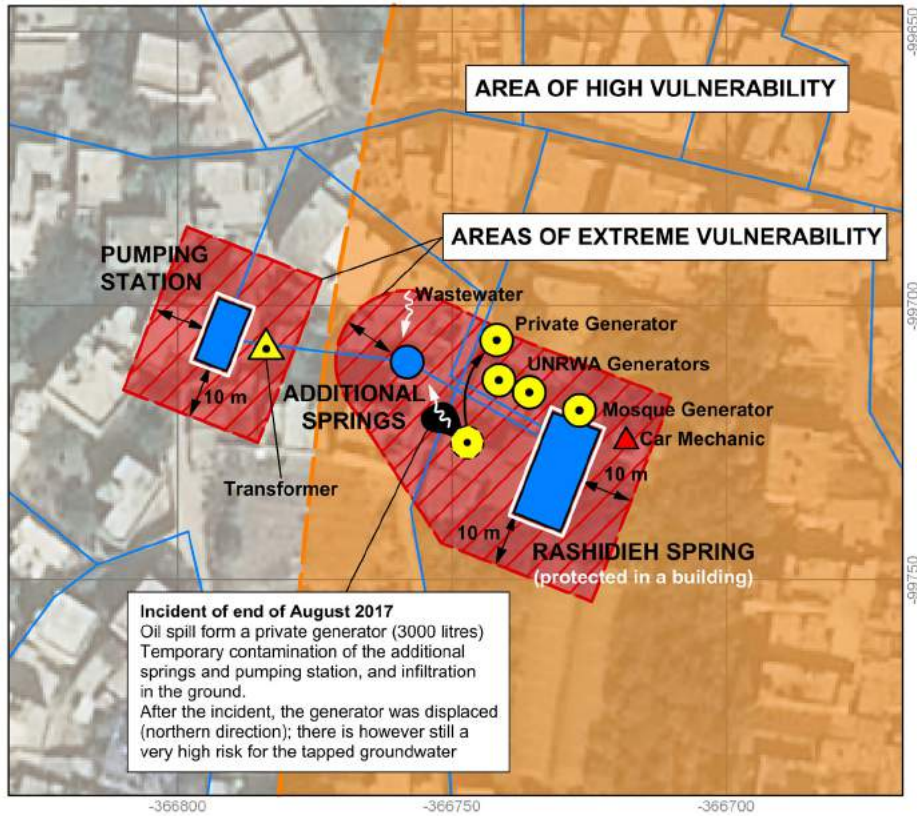 -99650
AREA OF HIGH VULNERABILITY
AREAS OF EXTREME VULNERABILITY
PUMPING
STATION
Wastewater
-99700
Private Generator
UNRWA Generators
ADDITIONAL
SPRINGS
10 m
Mosque Generator
Car Mechanic
Transformer
10 m
10 m
RASHIDIEH SPRING
(protected in a building)
-99750
Incident of end of August 2017
Oil spill form a private generator (3000 litres)
Temporary contamination of the additional
springs and pumping station, and infiltration
in the ground.
After the incident, the generator was displaced
(northern direction); there is however still a
very high risk for the tapped groundwater
-366800
-366750
-366700